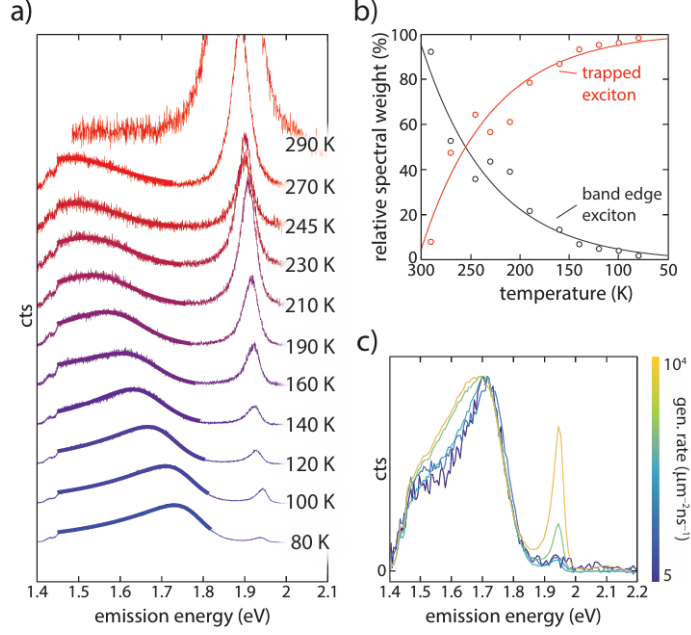 a)
cts
290 K
270 K
245 K
230 K
210 K
190 K
160 K
140 K
120 K
100 K
80 K
1.4 1.5 1.6 1.7 1.8 1.9 2 2.1
emission energy (eV)
b)
relative spectral weight (%)
100
80
60
40
20
0
trapped
exciton
band edge
exciton
300 250 200 150 100 50
temperature (K)
c)
cts
0
1.4 1.5 1.6 1.7 1.8 1.9 2.0 2.1 2.2
emission energy (eV)
10⁴
gen. rate (μm⁻²ns⁻¹)
5